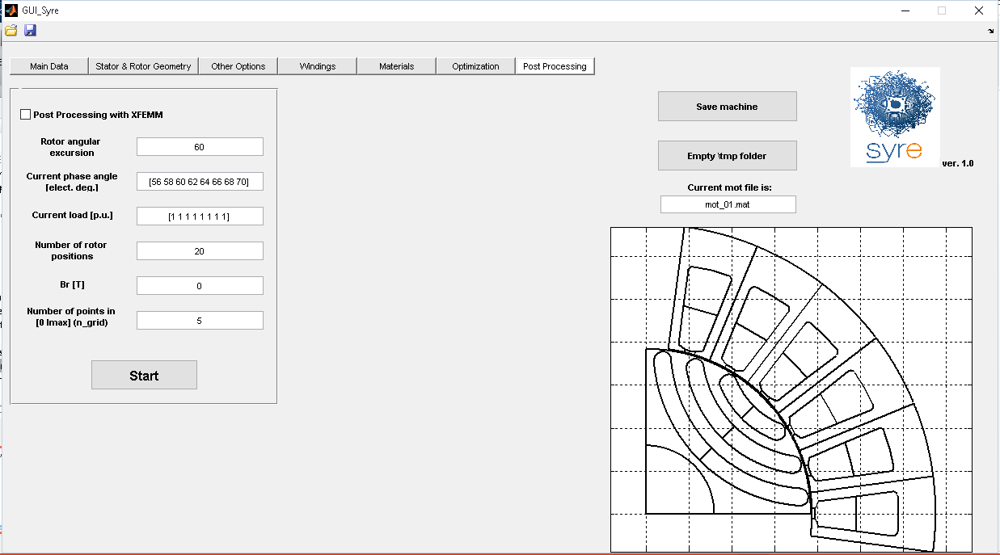 GUI_Syre
Main Data
Stator & Rotor Geometry
Other Options
Windings
Materials
Optimization
Post Processing
Post Processing with XFEMM
Rotor angular
excursion
60
Current phase angle
[elect. deg.]
[56 58 60 62 64 66 68 70]
Current load [p.u.]
[1 1 1 1 1 1 1 1]
Number of rotor
positions
20
Br [T]
0
Number of points in
[0 Imax] (n_grid)
5
Start
Save machine
Empty \tmp folder
Current mot file is:
mot_01.mat
syre
ver. 1.0